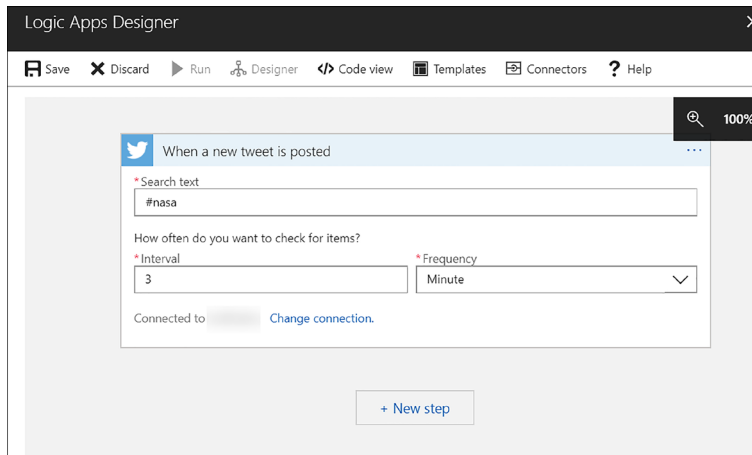 Logic Apps Designer
Save Discard Run Designer Code view Templates Connectors ? Help
100%
When a new tweet is posted ...
*Search text
#nasa
How often do you want to check for items?
*Interval *Frequency
3 Minute
Connected to Change connection.
+ New step